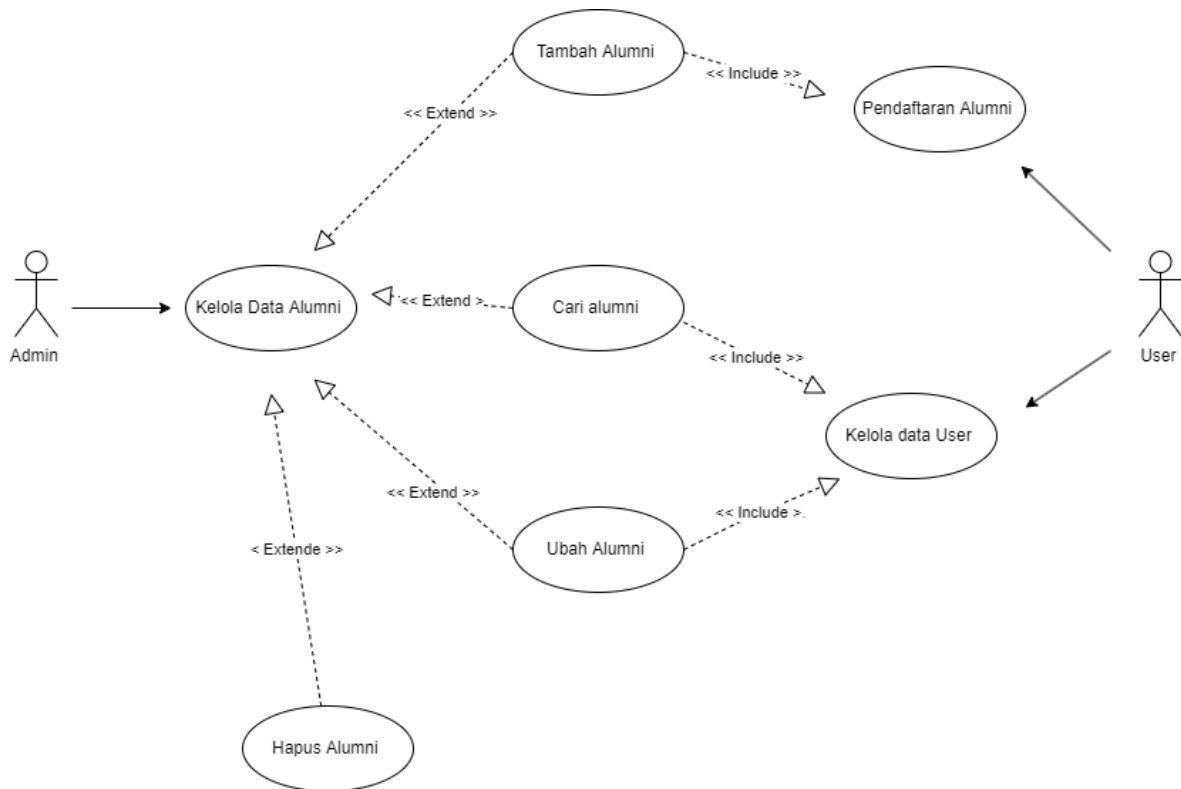 Tambah Alumni
<< Include >>
Pendaftaran Alumni
<< Extend >>
Admin
Kelola Data Alumni
<< Extend >
Cari alumni
User
<< Include >>
Kelola data User
<< Extend >>
Ubah Alumni
<< Include >.
< Extende >>
Hapus Alumni